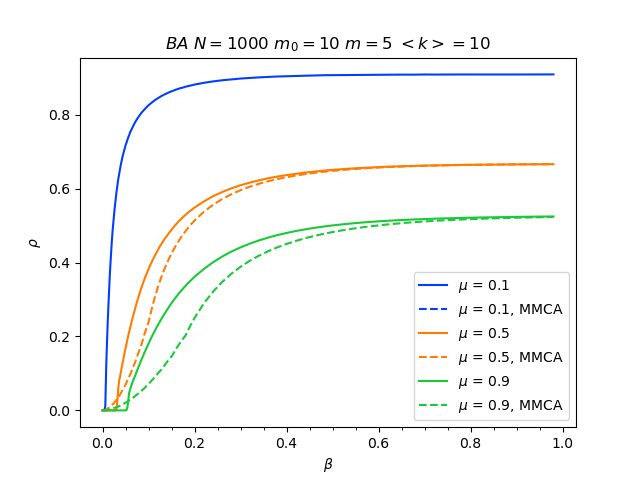 BA N = 1000 m₀ = 10 m = 5 < k > = 10
ρ
0.8
0.6
0.4
0.2
0.0
0.0 0.2 0.4 0.6 0.8 1.0
β
μ = 0.1
μ = 0.1, MMCA
μ = 0.5
μ = 0.5, MMCA
μ = 0.9
μ = 0.9, MMCA